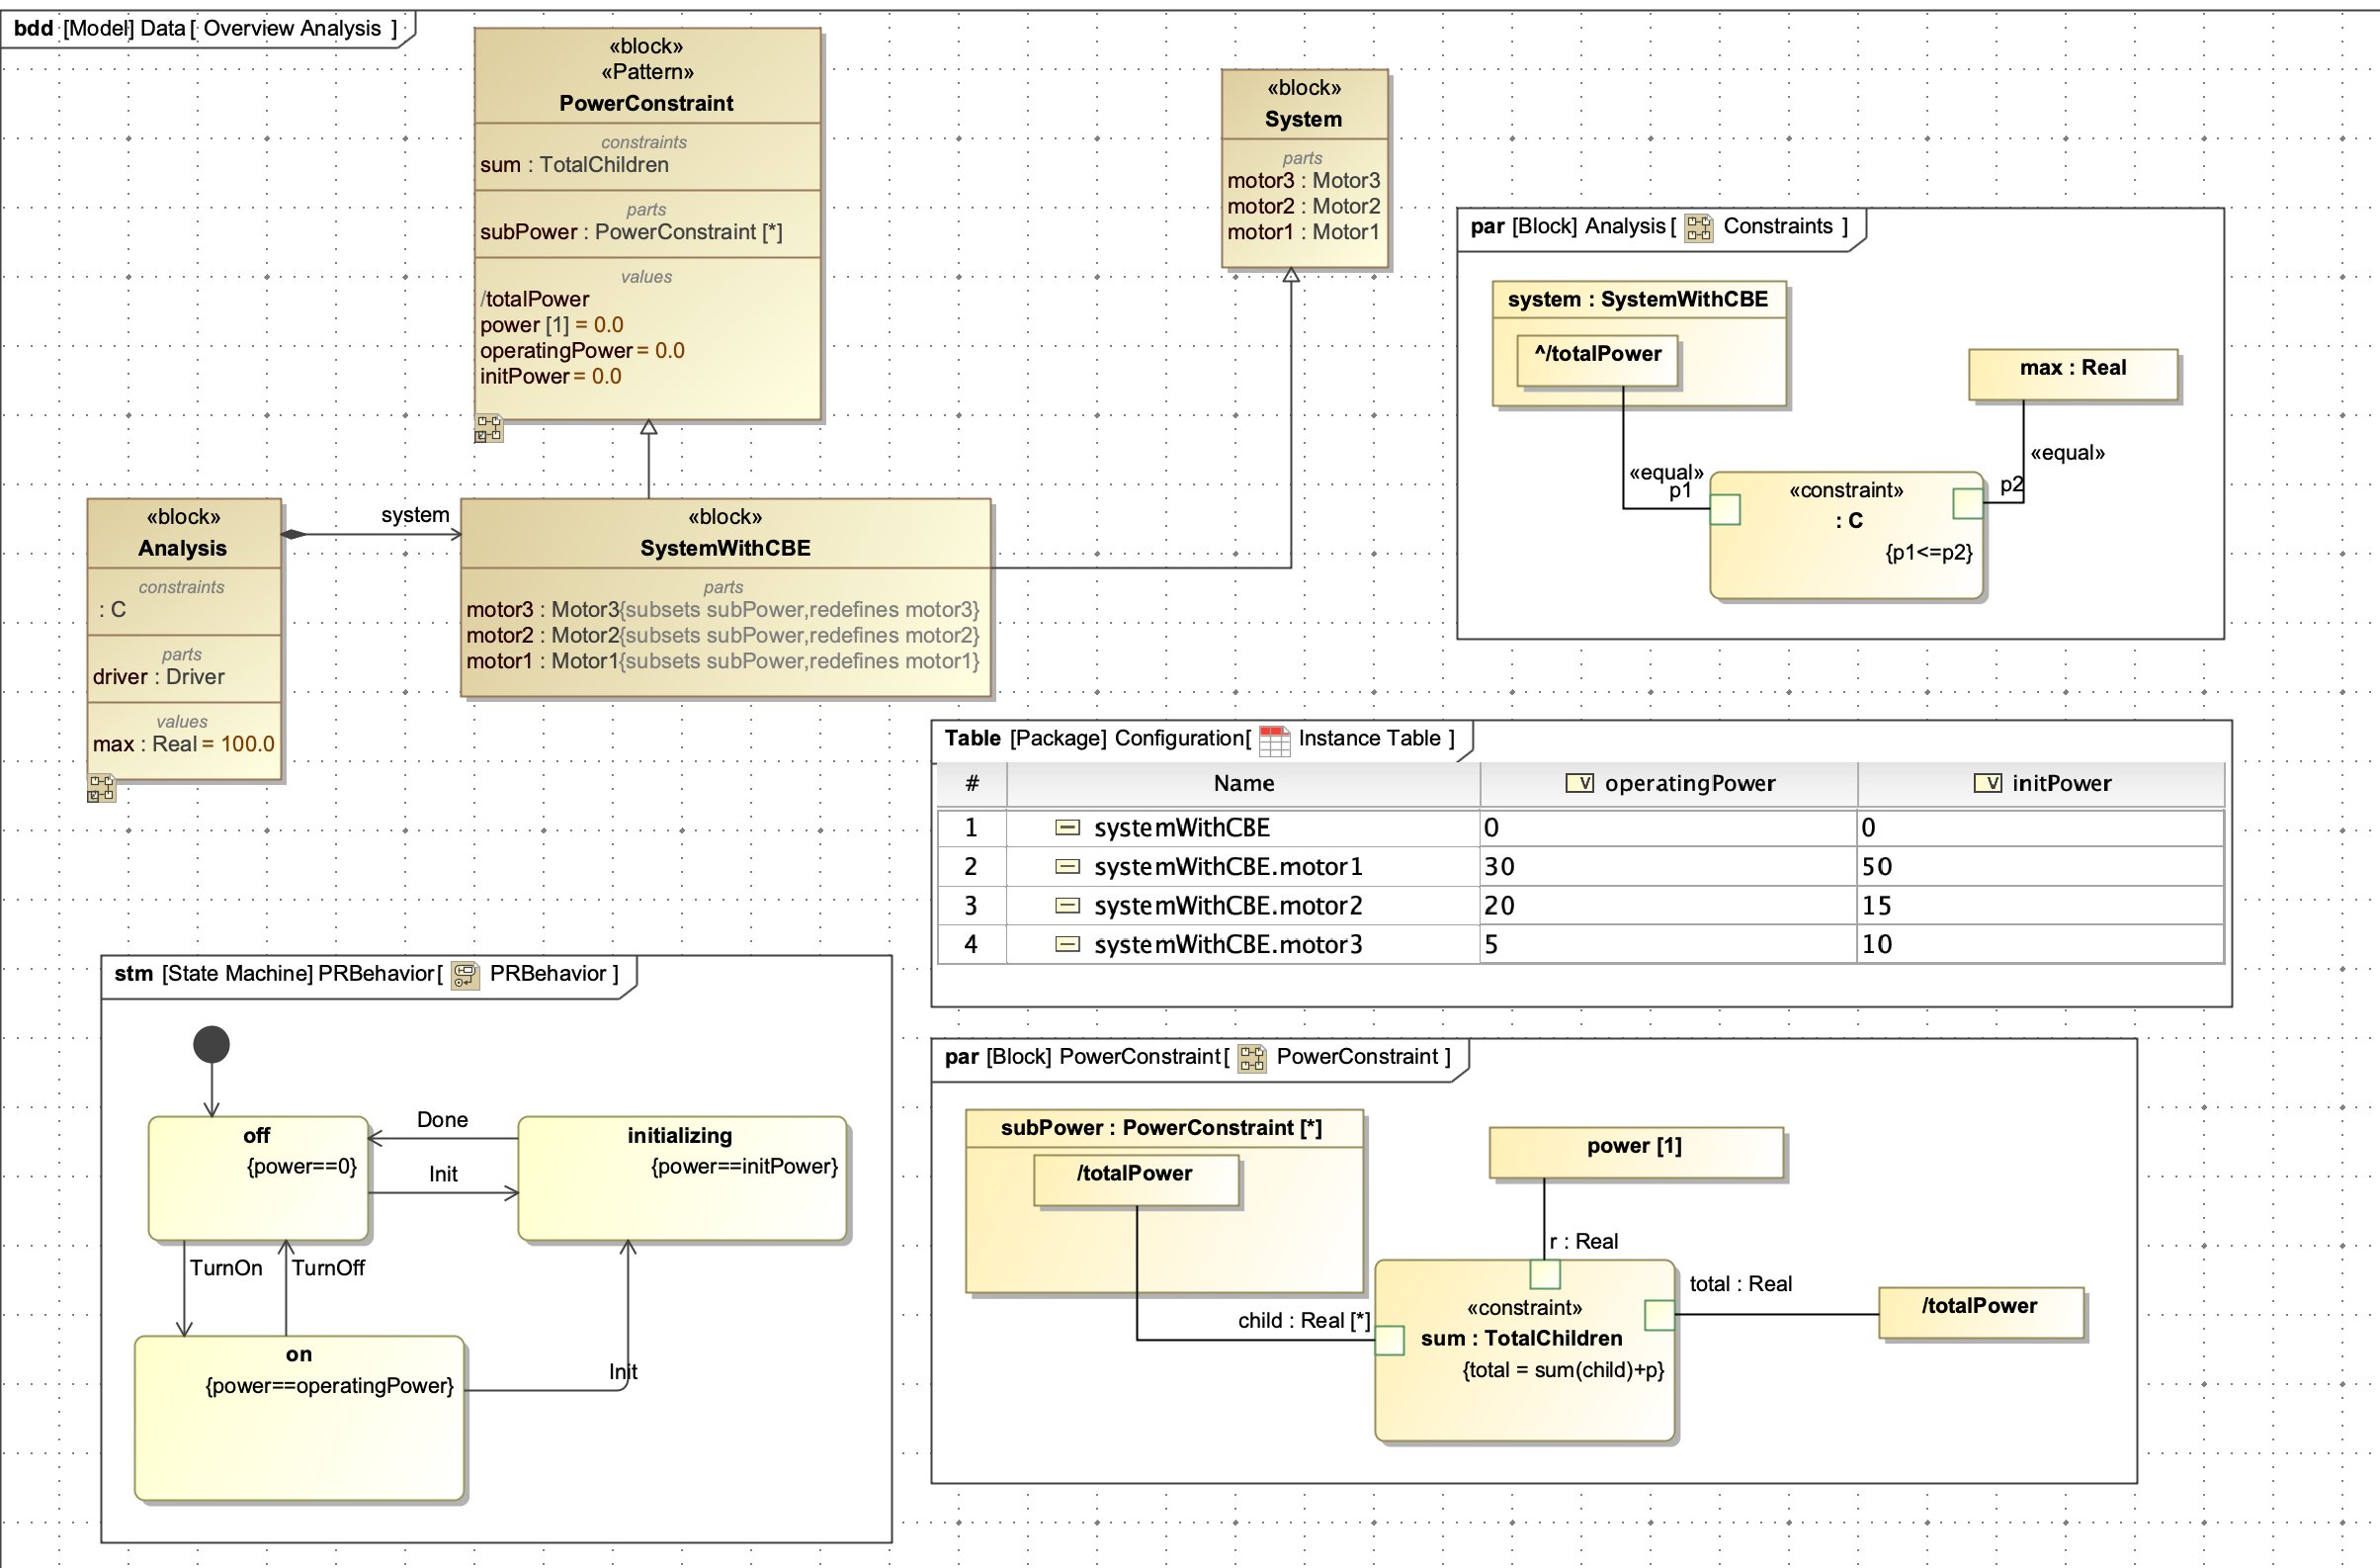 bdd [Model] Data [ Overview Analysis ]
«block»
«Pattern»
PowerConstraint
constraints
sum : TotalChildren
parts
subPower : PowerConstraint [*]
values
/totalPower
power [1] = 0.0
operatingPower = 0.0
initPower = 0.0
«block»
System
parts
motor3 : Motor3
motor2 : Motor2
motor1 : Motor1
par [Block] Analysis [ Constraints ]
system : SystemWithCBE
^/totalPower
max : Real
«equal»
p1
«equal»
p2
«constraint»
: C
{p1<=p2}
«block»
Analysis
constraints
: C
parts
driver : Driver
values
max : Real = 100.0
system
«block»
SystemWithCBE
parts
motor3 : Motor3{subsets subPower,redefines motor3}
motor2 : Motor2{subsets subPower,redefines motor2}
motor1 : Motor1{subsets subPower,redefines motor1}
Table [Package] Configuration[ Instance Table ]
# Name V operatingPower V initPower
1 systemWithCBE 0 0
2 systemWithCBE.motor1 30 50
3 systemWithCBE.motor2 20 15
4 systemWithCBE.motor3 5 10
stm [State Machine] PRBehavior[ PRBehavior ]
off
{power==0}
Done
Init
initializing
{power==initPower}
TurnOn
TurnOff
on
{power==operatingPower}
Init
par [Block] PowerConstraint[ PowerConstraint ]
subPower : PowerConstraint [*]
/totalPower
power [1]
r : Real
child : Real [*]
«constraint»
sum : TotalChildren
{total = sum(child)+p}
total : Real
/totalPower